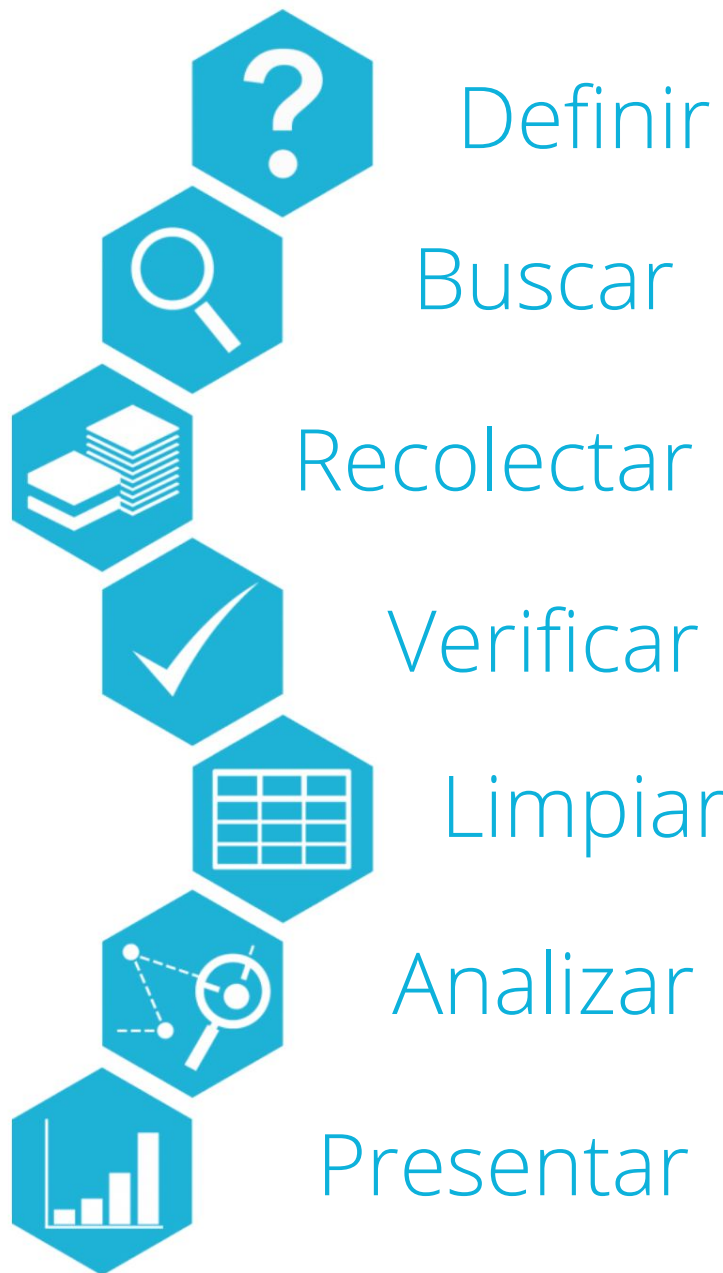 Definir
Buscar
Recolectar
Verificar
Limpiar
Analizar
Presentar